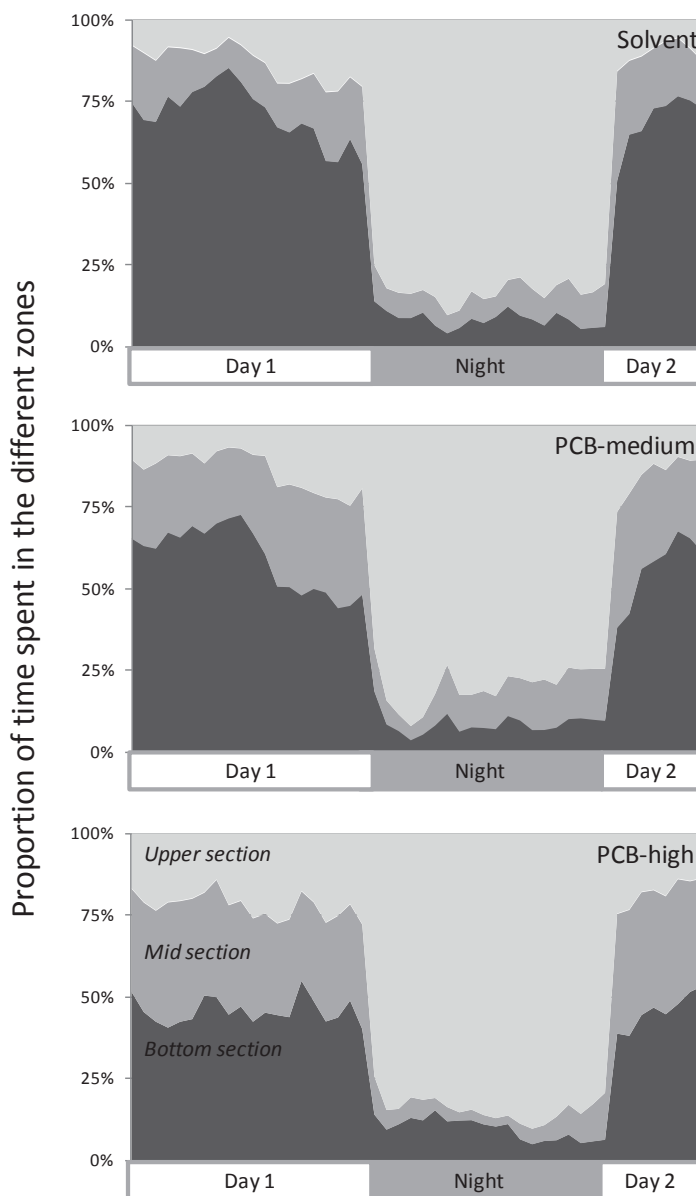 Proportion of time spent in the different zones
100%
75%
50%
25%
0%
Solvent
Day 1
Night
Day 2
100%
75%
50%
25%
0%
PCB-medium
Day 1
Night
Day 2
100%
75%
50%
25%
0%
Upper section
PCB-high
Mid section
Bottom section
Day 1
Night
Day 2